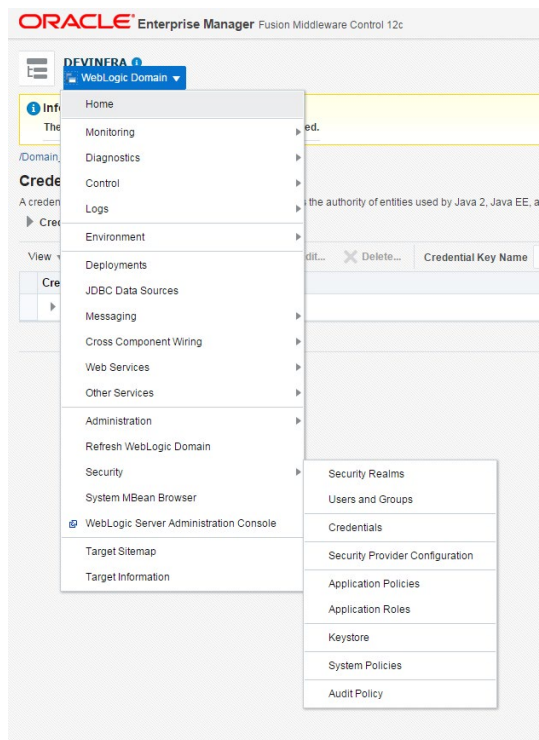 ORACLE Enterprise Manager Fusion Middleware Control 12c
DEVINERA
WebLogic Domain
Home
Monitoring
Diagnostics
Control
Logs
Environment
Deployments
JDBC Data Sources
Messaging
Cross Component Wiring
Web Services
Other Services
Administration
Refresh WebLogic Domain
Security
System MBean Browser
WebLogic Server Administration Console
Target Sitemap
Target Information
Security Realms
Users and Groups
Credentials
Security Provider Configuration
Application Policies
Application Roles
Keystore
System Policies
Audit Policy
Inf
The ed.
/Domain_
Crede
A creden the authority of entities used by Java 2, Java EE, a
Cre
View dit... Delete... Credential Key Name
Cre